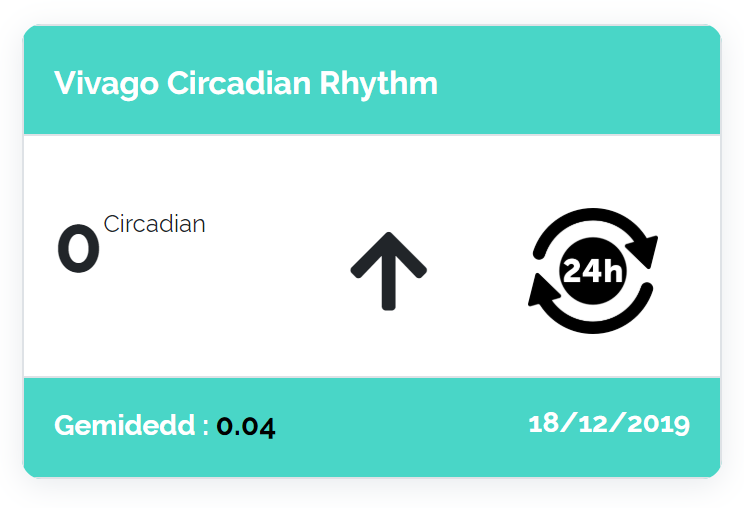 Vivago Circadian Rhythm
0 Circadian
24h
Gemidedd : 0.04
18/12/2019